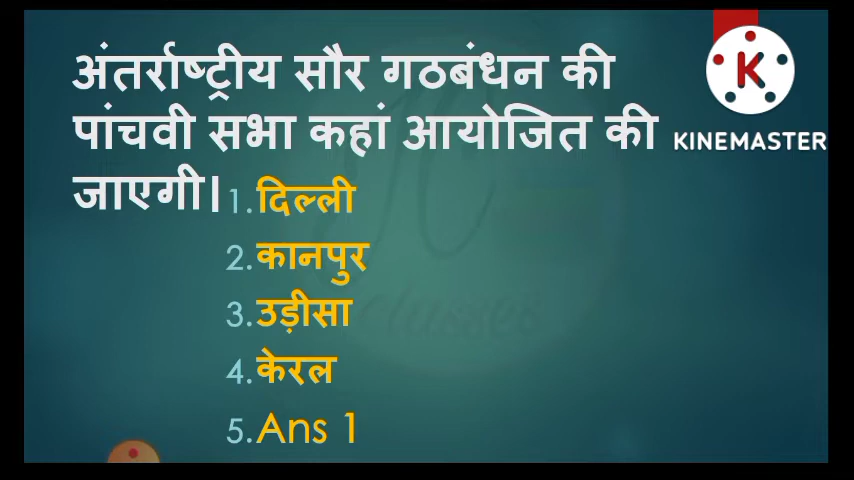 अंतर्राष्ट्रीय सौर गठबंधन की
पांचवी सभा कहां आयोजित की
जाएगी।
1. दिल्ली
2. कानपुर
3. उड़ीसा
4. केरल
5. Ans 1
K
KINEMASTER
classes